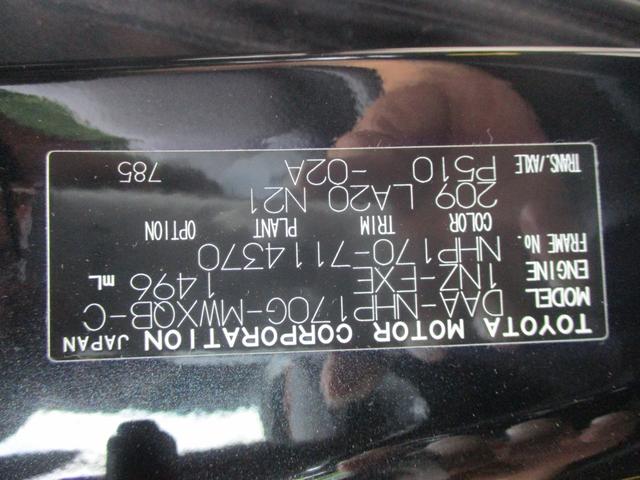 TOYOTA MOTOR CORPORATION JAPAN
MODEL DAA-NHP170G-MWXQB-C
ENGINE 1NZ-FXE 1496 mL
FRAME No. NHP170-7114370
COLOR TRIM PLANT OPTION
209 LA20 N21
TRANS./AXLE P510 -02A 785